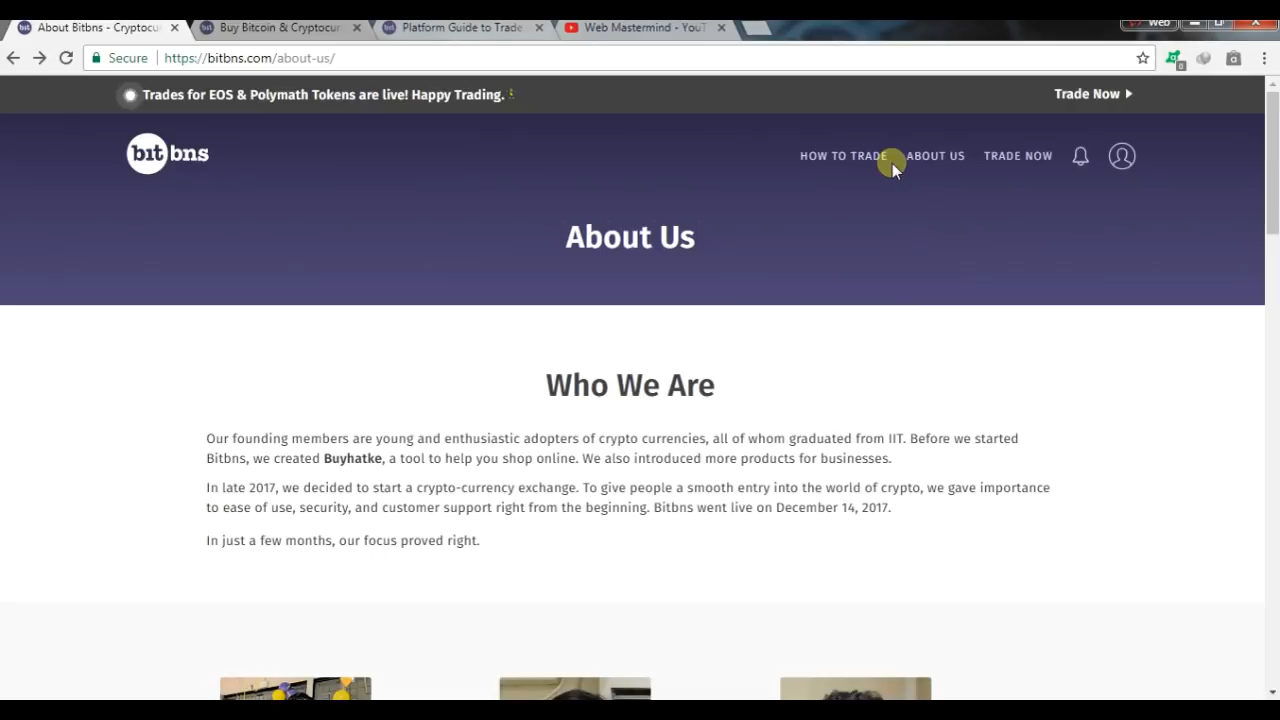 About Bitbns - Cryptocu
Buy Bitcoin & Cryptocur
Platform Guide to Trade
Web Mastermind - YouT
Web
Secure
https://bitbns.com/about-us/
0
Trades for EOS & Polymath Tokens are live! Happy Trading.
Trade Now
bitbns
HOW TO TRADE
ABOUT US
TRADE NOW
About Us
Who We Are
Our founding members are young and enthusiastic adopters of crypto currencies, all of whom graduated from IIT. Before we started
Bitbns, we created Buyhatke, a tool to help you shop online. We also introduced more products for businesses.
In late 2017, we decided to start a crypto-currency exchange. To give people a smooth entry into the world of crypto, we gave importance
to ease of use, security, and customer support right from the beginning. Bitbns went live on December 14, 2017.
In just a few months, our focus proved right.